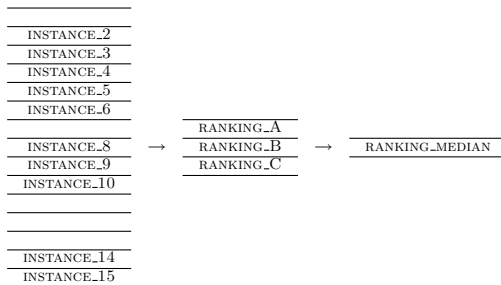 INSTANCE_2
INSTANCE_3
INSTANCE_4
INSTANCE_5
INSTANCE_6
INSTANCE_8
INSTANCE_9
INSTANCE_10
INSTANCE_14
INSTANCE_15
→
RANKING_A
RANKING_B
RANKING_C
→
RANKING_MEDIAN